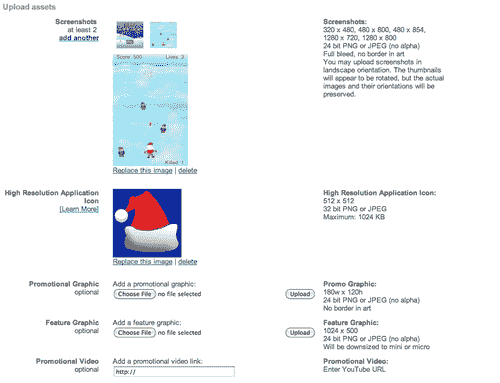 Upload assets
Screenshots
at least 2
add another
Score: 500
Lives: 3
Killed: 1
Replace this image | delete
Screenshots:
320 x 480, 480 x 800, 480 x 854,
1280 x 720, 1280 x 800
24 bit PNG or JPEG (no alpha)
Full bleed, no border in art
You may upload screenshots in
landscape orientation. The thumbnails
will appear to be rotated, but the actual
images and their orientations will be
preserved.
High Resolution Application
Icon
[Learn More]
Replace this image | delete
High Resolution Application Icon:
512 x 512
32 bit PNG or JPEG
Maximum: 1024 KB
Promotional Graphic
optional
Add a promotional graphic:
Choose File no file selected
Upload
Promo Graphic:
180w x 120h
24 bit PNG or JPEG (no alpha)
No border in art
Feature Graphic
optional
Add a feature graphic:
Choose File no file selected
Upload
Feature Graphic:
1024 x 500
24 bit PNG or JPEG (no alpha)
Will be downsized to mini or micro
Promotional Video
optional
Add a promotional video link:
http://
Promotional Video:
Enter YouTube URL